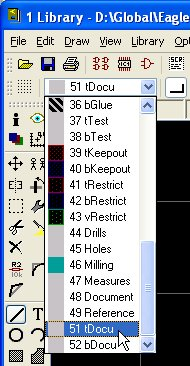 1 Library - D:\Global\Eagle
File Edit Draw View Library
51 tDocu
36 bGlue
37 tTest
38 bTest
39 tKeepout
40 bKeepout
41 tRestrict
42 bRestrict
43 vRestrict
44 Drills
45 Holes
46 Milling
47 Measures
48 Document
49 Reference
51 tDocu
52 bDocu
R2
10k
T